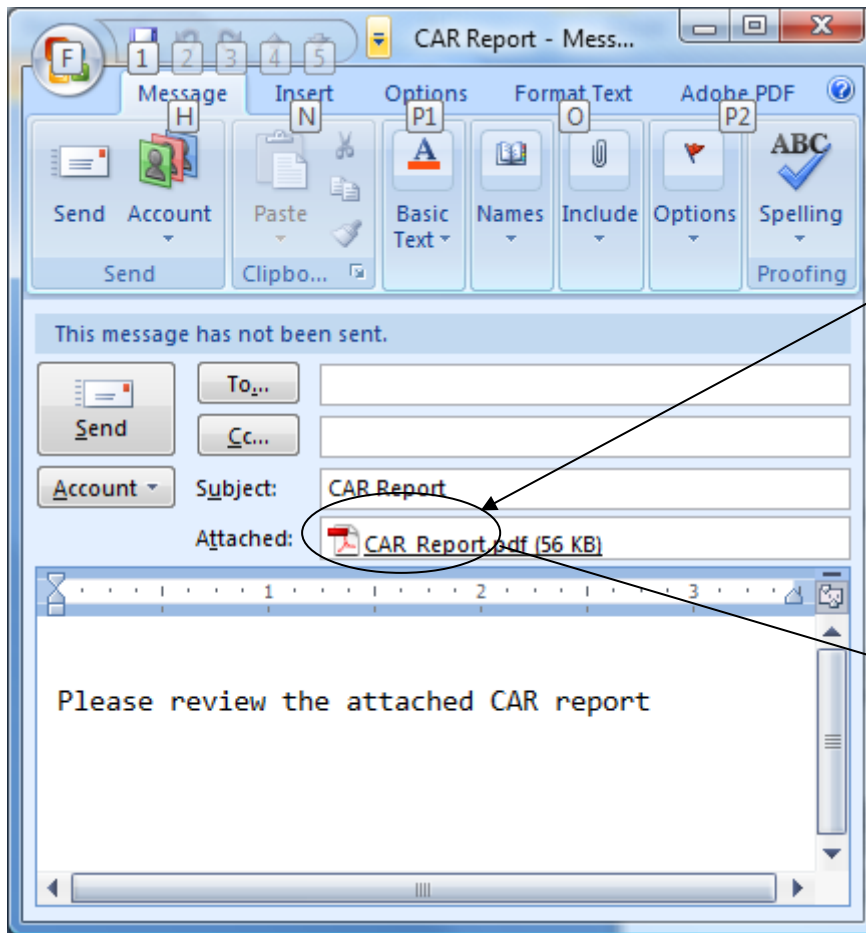 CAR Report - Mess...
F 1 2 3 4 5
Message Insert Options Format Text Adobe PDF
H N P1 O P2
Send Account Paste Basic Text Names Include Options ABC Spelling
Send Clipbo... Proofing
This message has not been sent.
Send To...
Cc...
Account Subject: CAR Report
Attached: CAR Report.pdf (56 KB)
1 2 3
Please review the attached CAR report